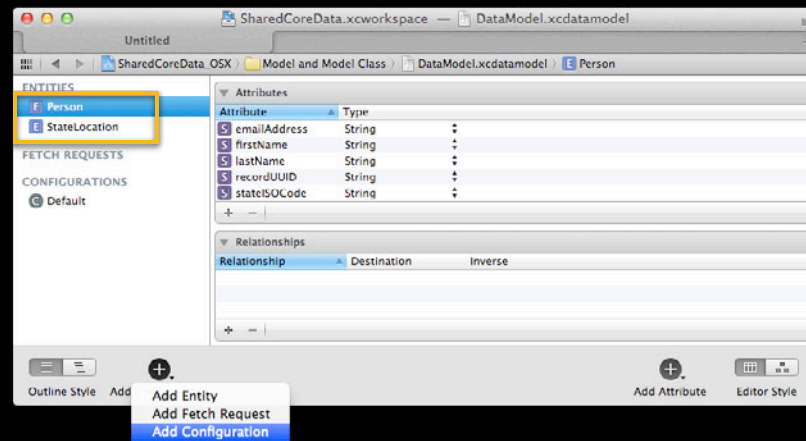 SharedCoreData.xcworkspace — DataModel.xcdatamodel
Untitled
SharedCoreData_OSX Model and Model Class DataModel.xcdatamodel E Person
ENTITIES
E Person
E StateLocation
FETCH REQUESTS
CONFIGURATIONS
C Default
Attributes
Attribute Type
S emailAddress String
S firstName String
S lastName String
S recordUUID String
S stateISOCode String
+ −
Relationships
Relationship Destination Inverse
+ −
Outline Style Add
Add Entity
Add Fetch Request
Add Configuration
Add Attribute Editor Style